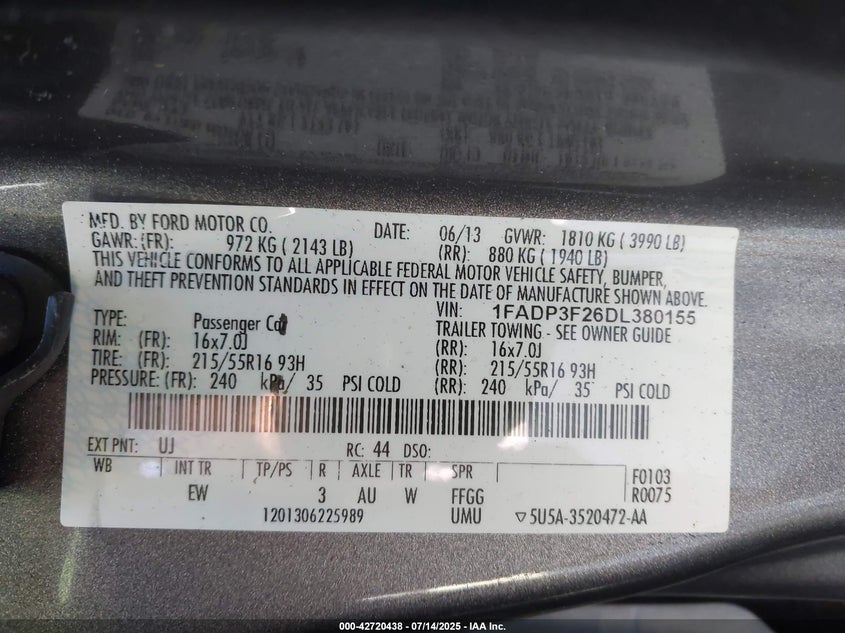 MFD. BY FORD MOTOR CO. DATE: 06/13 GVWR: 1810 KG ( 3990 LB)
GAWR:(FR): 972 KG ( 2143 LB) (RR): 880 KG ( 1940 LB)
THIS VEHICLE CONFORMS TO ALL APPLICABLE FEDERAL MOTOR VEHICLE SAFETY, BUMPER,
AND THEFT PREVENTION STANDARDS IN EFFECT ON THE DATE OF MANUFACTURE SHOWN ABOVE.
VIN: 1FADP3F26DL380155
TYPE: Passenger Car TRAILER TOWING - SEE OWNER GUIDE
RIM: (FR): 16x7.0J (RR): 16x7.0J
TIRE: (FR): 215/55R16 93H (RR): 215/55R16 93H
PRESSURE: (FR): 240 kPa/ 35 PSI COLD (RR): 240 kPa/ 35 PSI COLD
EXT PNT: UJ RC: 44 DSO:
WB INT TR TP/PS R AXLE TR SPR F0103
EW 3 AU W FFGG R0075
1201306225989 UMU ▽5U5A-3520472-AA
000-42720438 - 07/14/2025 - IAA Inc.